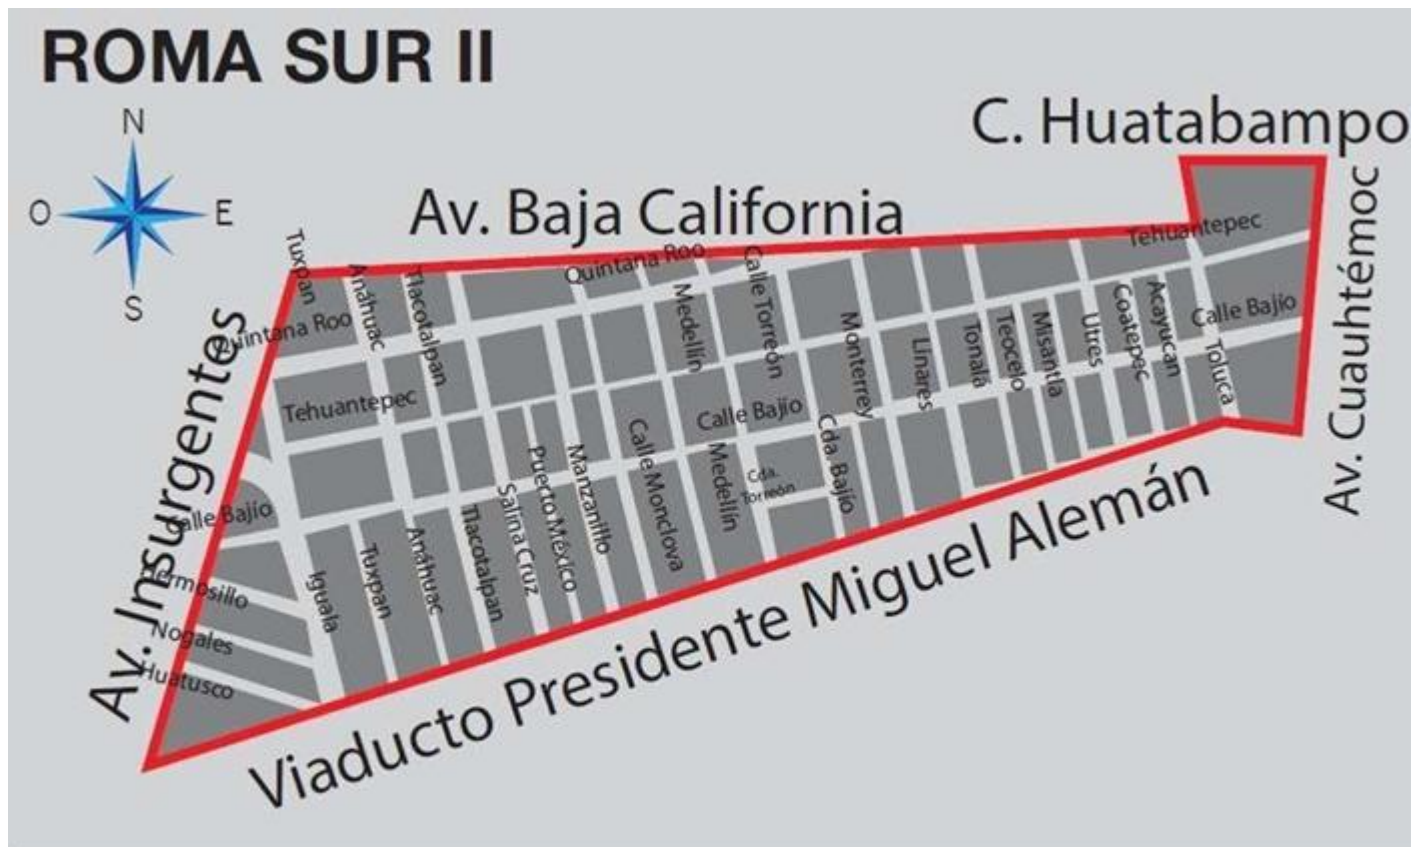 ROMA SUR II
N
O
E
S
C. Huatabampo
Av. Baja California
Av. Cuauhtémoc
Av. Insurgentes
Viaducto Presidente Miguel Alemán
Tuxpan
Anáhuac
Tlacotalpan
Quintana Roo
Quintana Roo
Medellín
Calle Torreón
Monterrey
Linares
Tonalá
Teocelo
Misantla
Utres
Coatepec
Acayucan
Tehuantepec
Calle Bajío
Toluca
Tehuantepec
Calle Bajío
Calle Bajío
Hermosillo
Nogales
Huatusco
Iguala
Tuxpan
Anáhuac
Tlacotalpan
Salina Cruz
Puerto México
Manzanillo
Calle Monclova
Medellín
Cda.
Torreón
Cda. Bajío